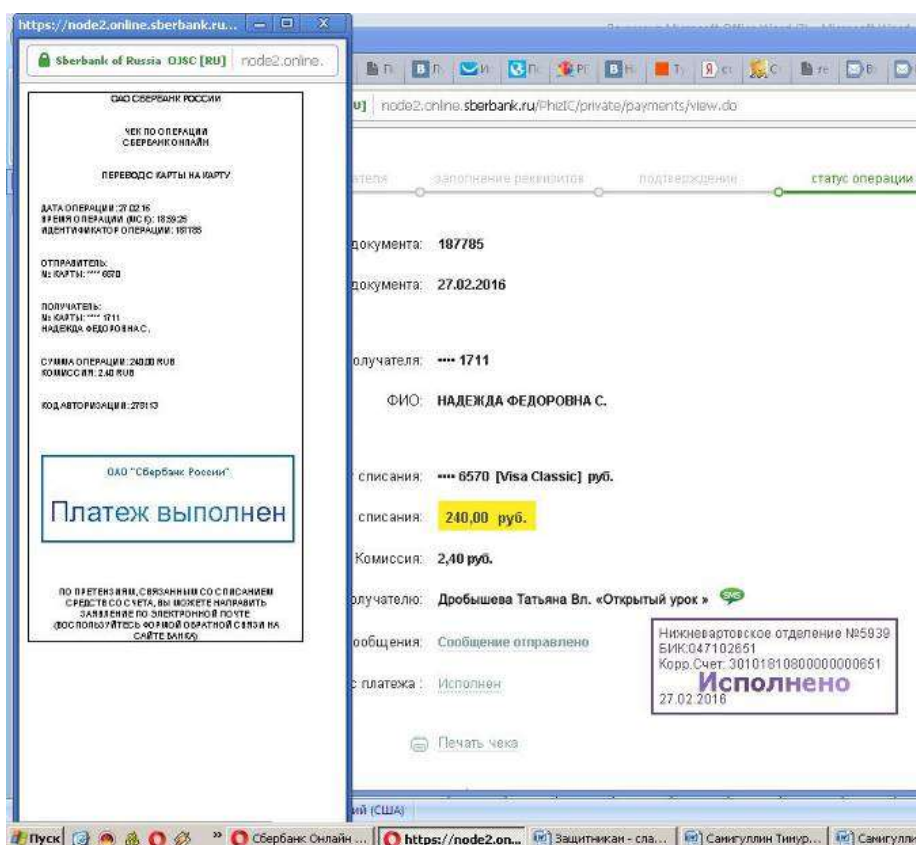 https://node2.online.sberbank.ru...
Sberbank of Russia OJSC [RU] node2.online.
ОАО СБЕРБАНК РОССИИ
ЧЕК ПО ОПЕРАЦИИ
СБЕРБАНК ОНЛАЙН
ПЕРЕВОД С КАРТЫ НА КАРТУ
ДАТА ОПЕРАЦИИ: 27.02.16
ВРЕМЯ ОПЕРАЦИИ (МСК): 18:59:25
ИДЕНТИФИКАТОР ОПЕРАЦИИ: 187785
ОТПРАВИТЕЛЬ:
№ КАРТЫ: **** 6570
ПОЛУЧАТЕЛЬ:
№ КАРТЫ: **** 1711
НАДЕЖДА ФЕДОРОВНА С.
СУММА ОПЕРАЦИИ: 240.00 RUB
КОМИССИЯ: 2.40 RUB
КОД АВТОРИЗАЦИИ: 279113
ОАО "Сбербанк России"
Платеж выполнен
ПО ПРЕТЕНЗИЯМ, СВЯЗАННЫМ СО СПИСАНИЕМ
СРЕДСТВ СО СЧЕТА, ВЫ МОЖЕТЕ НАПРАВИТЬ
ЗАЯВЛЕНИЕ ПО ЭЛЕКТРОННОЙ ПОЧТЕ
(ВОСПОЛЬЗУЙТЕСЬ ФОРМОЙ ОБРАТНОЙ СВЯЗИ НА
САЙТЕ БАНКА)
U] node2.online.sberbank.ru/PhizIC/private/payments/view.do
ателя заполнение реквизитов подтверждение статус операции
документа: 187785
документа: 27.02.2016
олучателя: •••• 1711
ФИО: НАДЕЖДА ФЕДОРОВНА С.
списания: •••• 6570 [Visa Classic] руб.
списания: 240,00 руб.
Комиссия: 2,40 руб.
олучателю: Дробышева Татьяна Вл. «Открытый урок » SMS
ообщения: Сообщение отправлено
с платежа : Исполнен
Нижневартовское отделение №5939
БИК:047102651
Корр.Счет: 30101810800000000651
Исполнено
27.02.2016
Печать чека
ий (США)
Пуск » Сбербанк Онлайн ... https://node2.on... Защитникам - сла... Самигуллин Тимур... Самигулли